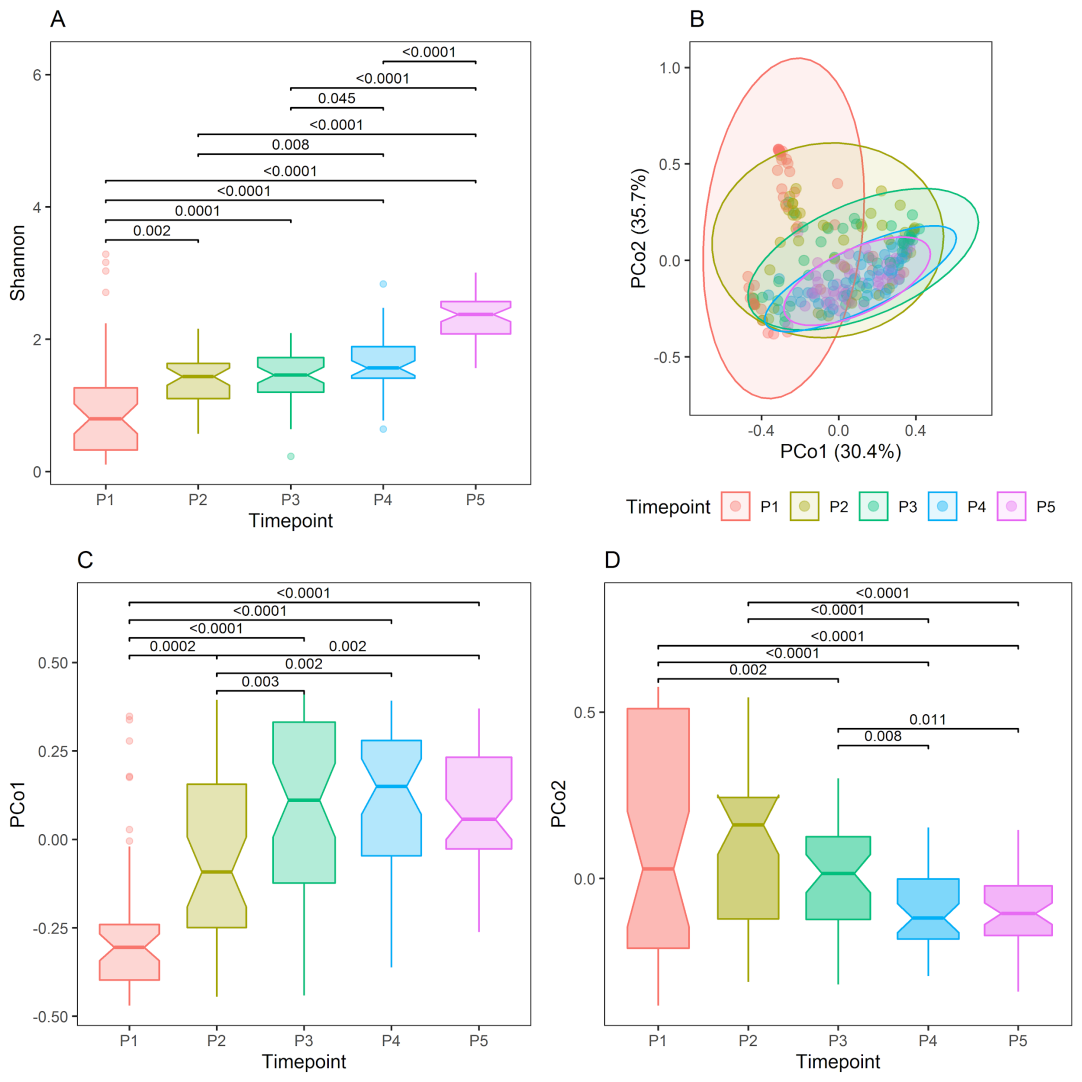 A
<0.0001
<0.0001
0.045
<0.0001
0.008
<0.0001
<0.0001
0.0001
0.002
6
4
2
0
Shannon
P1 P2 P3 P4 P5
Timepoint
B
1.0
0.5
0.0
-0.5
PCo2 (35.7%)
-0.4 0.0 0.4
PCo1 (30.4%)
Timepoint P1 P2 P3 P4 P5
C
<0.0001
<0.0001
<0.0001
0.0002 0.002
0.002
0.003
0.50
0.25
0.00
-0.25
-0.50
PCo1
P1 P2 P3 P4 P5
Timepoint
D
<0.0001
<0.0001
<0.0001
<0.0001
0.002
0.011
0.008
0.5
0.0
PCo2
P1 P2 P3 P4 P5
Timepoint